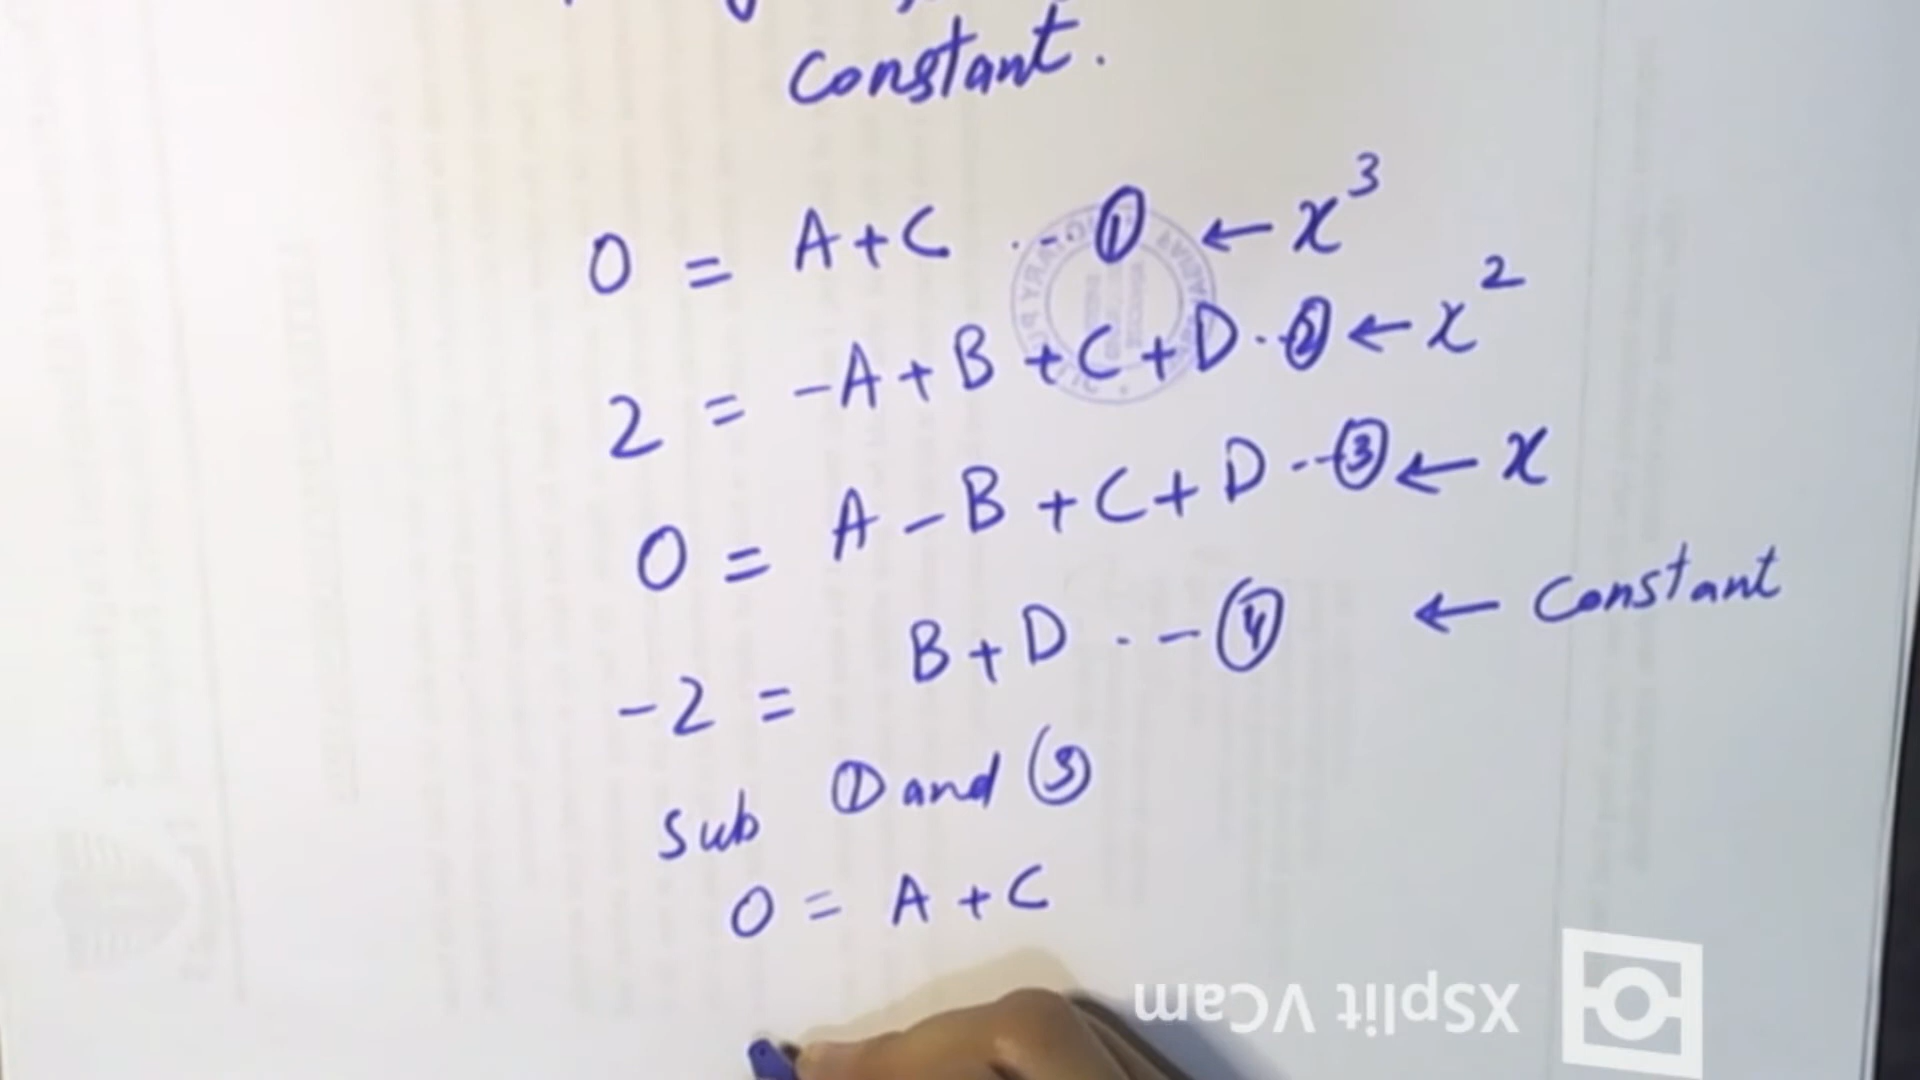 Constant.
0 = A+C ..- ① ← x³
2 = -A+B+C+D.. ② ← x²
0 = A-B+C+D --③ ← x
-2 = B+D .-- ④ ← Constant
Sub ① and ③
0 = A+C
XSplit VCam